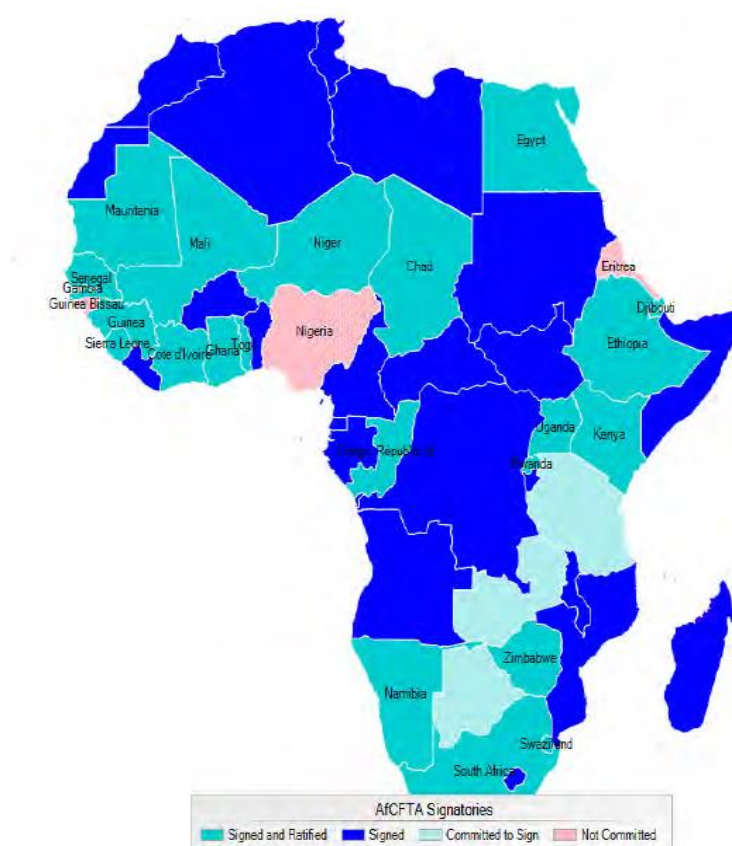 Egypt
Mauritania
Mali
Niger
Chad
Eritrea
Senegal
Gambia
Guinea Bissau
Djibouti
Guinea
Nigeria
Sierra Leone
Cote d'Ivoire
Ghana
Togo
Ethiopia
Uganda
Kenya
Congo, Republic of
Rwanda
Zimbabwe
Namibia
Swaziland
South Africa
AfCFTA Signatories
Signed and Ratified Signed Committed to Sign Not Committed